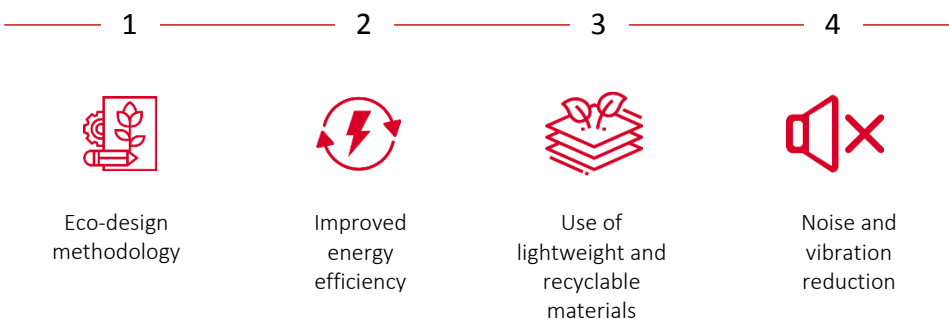 1
2
3
4
Eco-design
methodology
Improved
energy
efficiency
Use of
lightweight and
recyclable
materials
Noise and
vibration
reduction